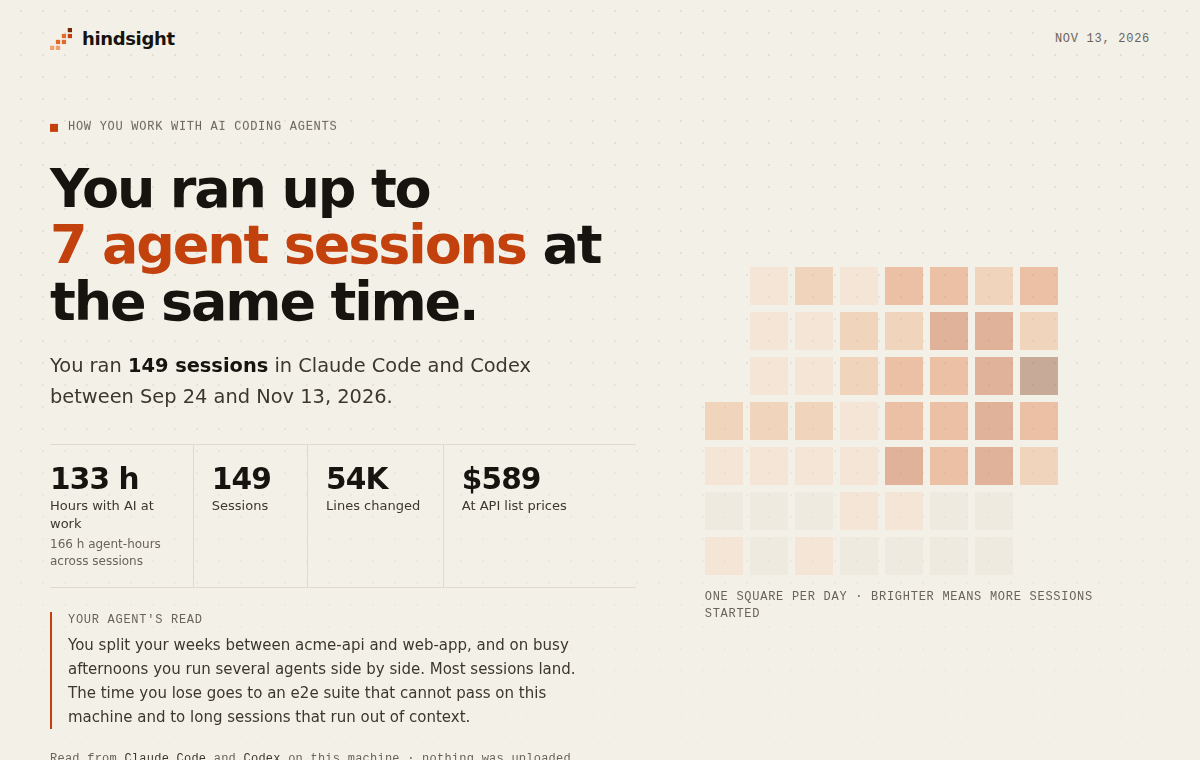 hindsight
NOV 13, 2026
HOW YOU WORK WITH AI CODING AGENTS
You ran up to
7 agent sessions at
the same time.
You ran 149 sessions in Claude Code and Codex
between Sep 24 and Nov 13, 2026.
133 h
Hours with AI at
work
166 h agent-hours
across sessions
149
Sessions
54K
Lines changed
$589
At API list prices
YOUR AGENT'S READ
You split your weeks between acme-api and web-app, and on busy
afternoons you run several agents side by side. Most sessions land.
The time you lose goes to an e2e suite that cannot pass on this
machine and to long sessions that run out of context.
Read from Claude Code and Codex on this machine · nothing was uploaded
ONE SQUARE PER DAY · BRIGHTER MEANS MORE SESSIONS
STARTED